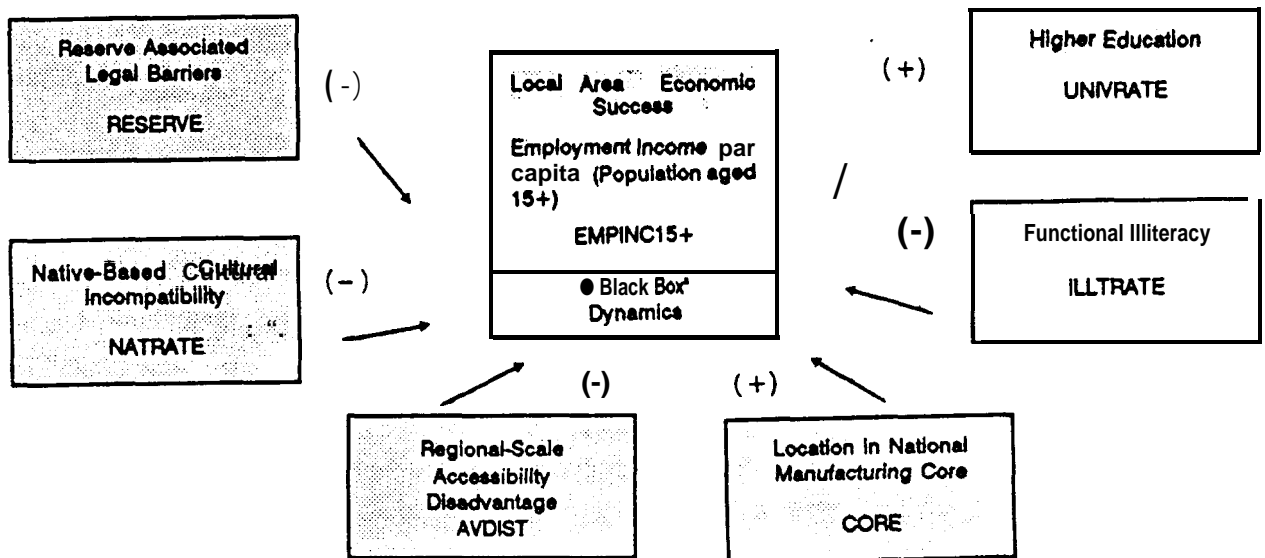 Reserve Associated
Legal Barriers
RESERVE
(-)
Native-Based Cultural
Incompatibility
NATRATE
(-)
Local Area Economic
Success
Employment Income par
capita (Population aged
15+)
EMPINC15+
● Black Box"
Dynamics
(+)
Higher Education
UNIVRATE
(-)
Functional Illiteracy
ILLTRATE
(-)
Regional-Scale
Accessibility
Disadvantage
AVDIST
(+)
Location in National
Manufacturing Core
CORE